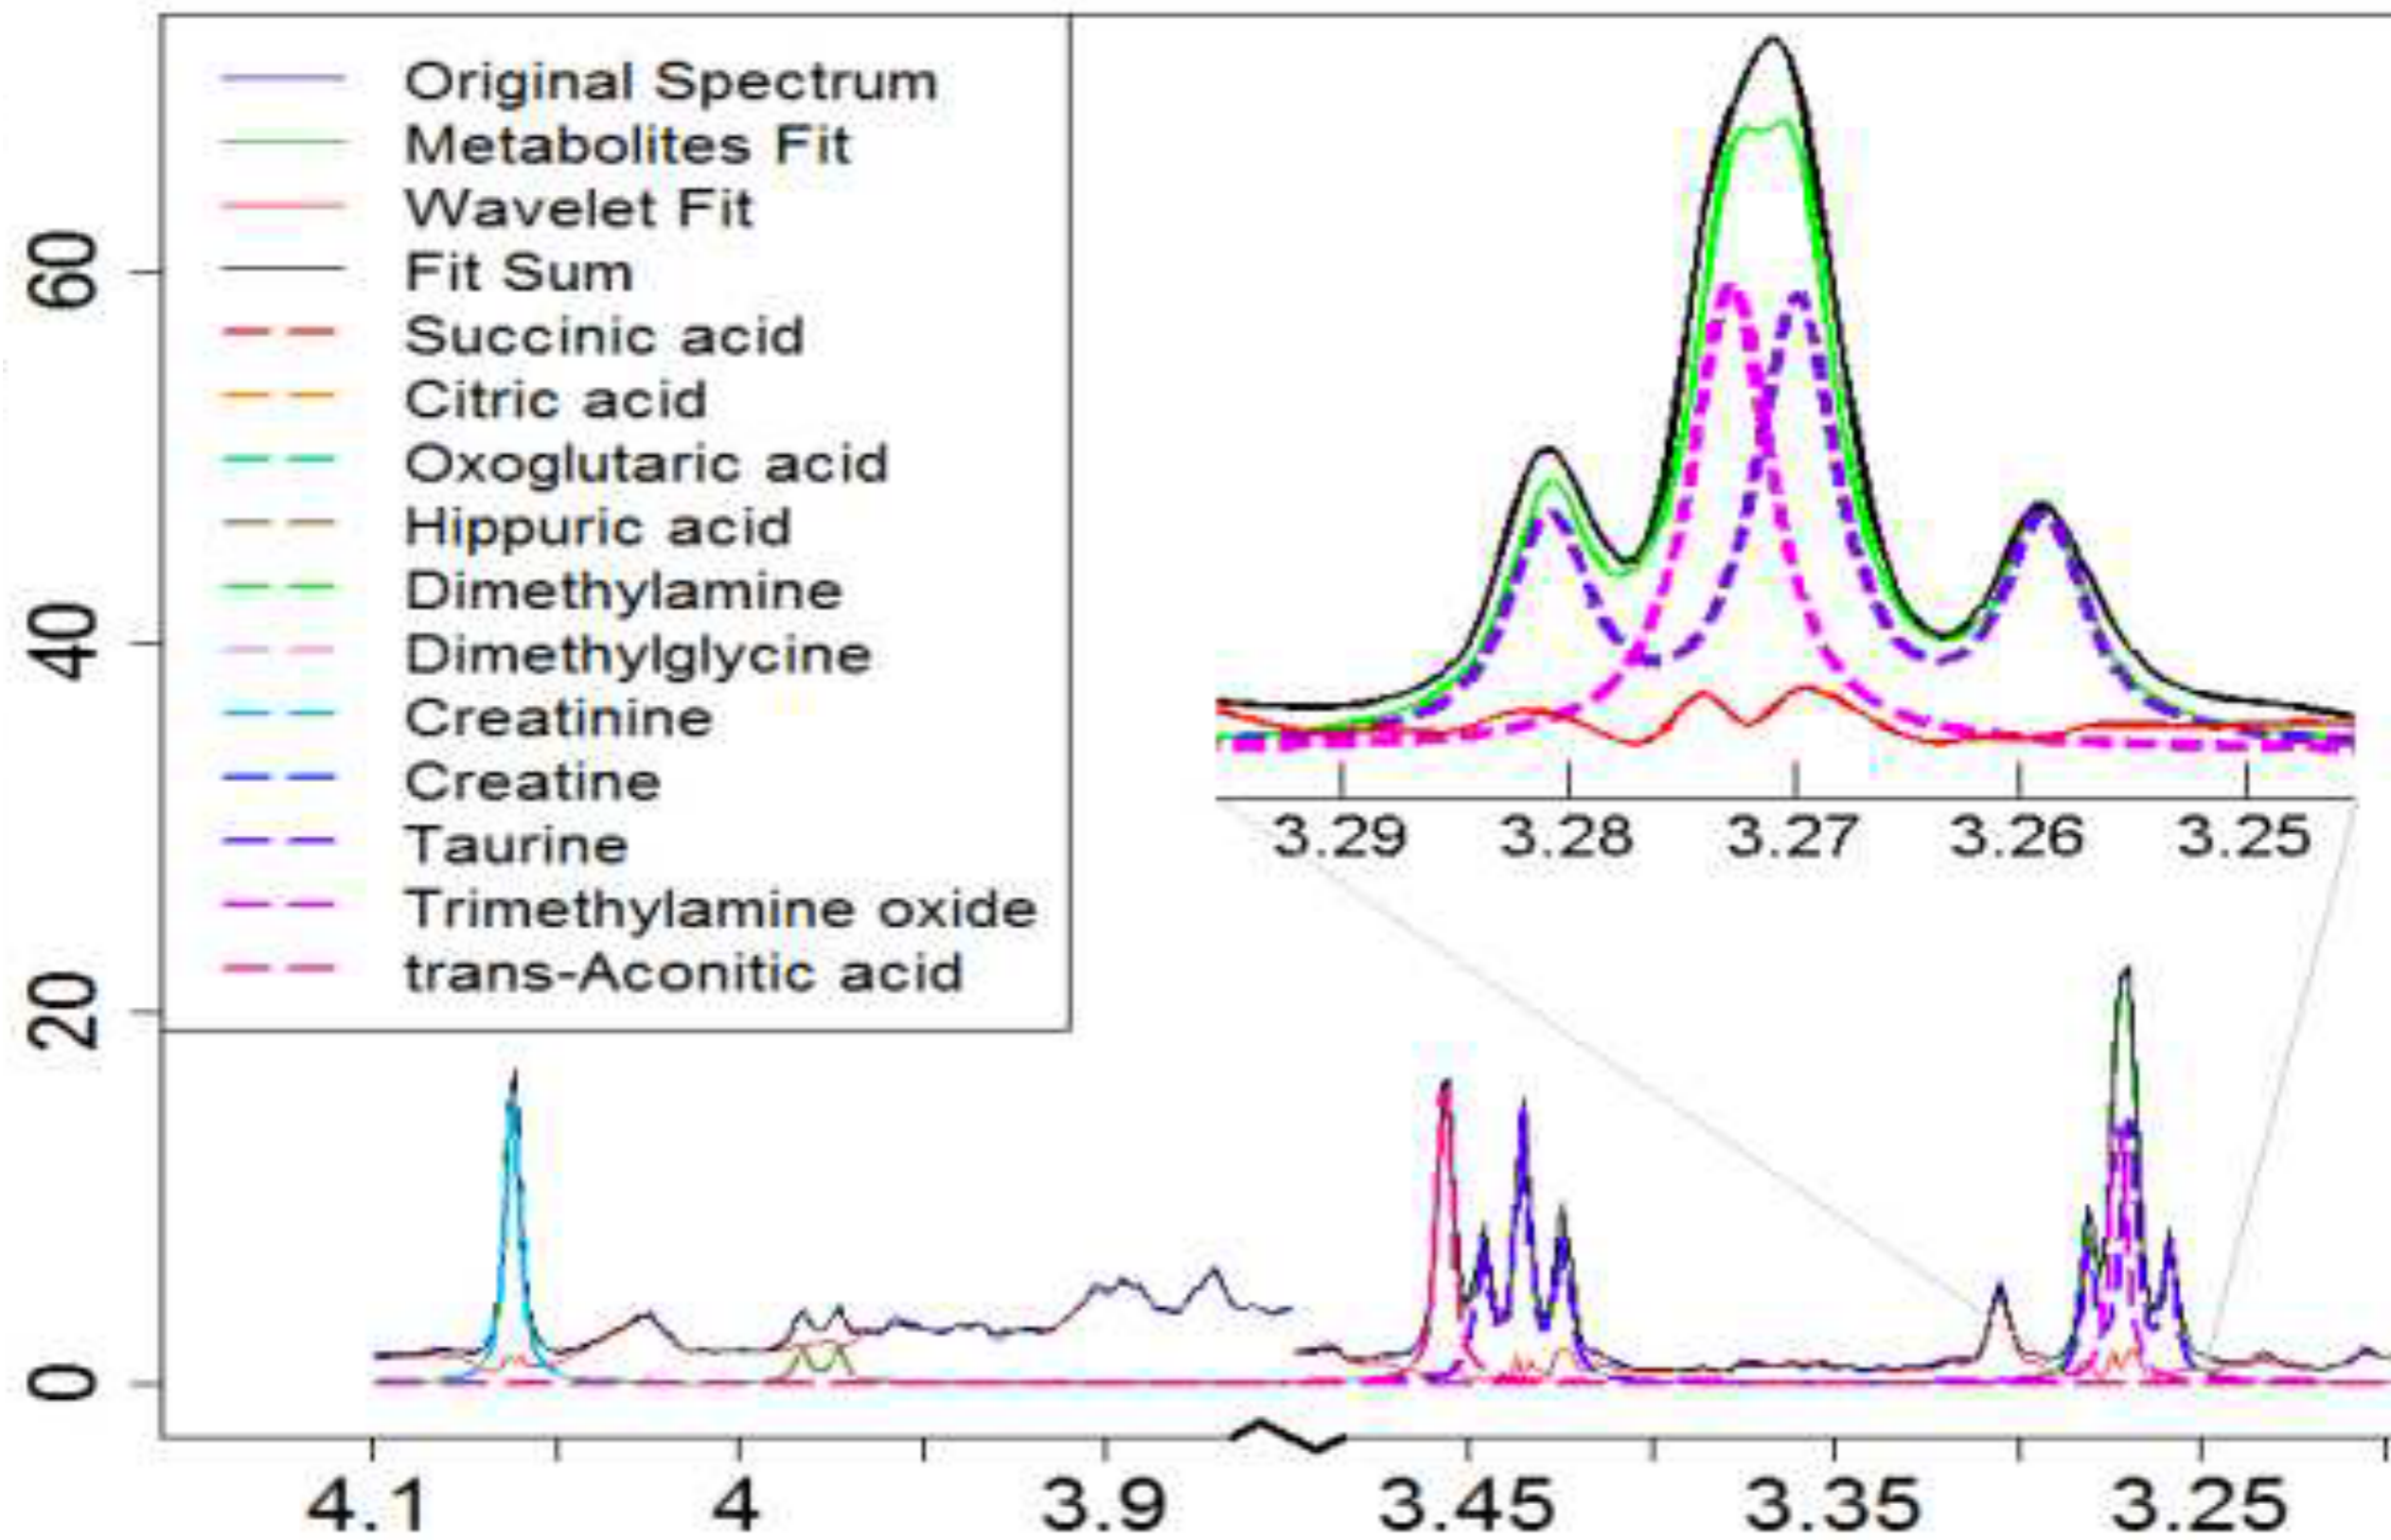 Original Spectrum
Metabolites Fit
Wavelet Fit
Fit Sum
Succinic acid
Citric acid
Oxoglutaric acid
Hippuric acid
Dimethylamine
Dimethylglycine
Creatinine
Creatine
Taurine
Trimethylamine oxide
trans-Aconitic acid
60
40
20
0
3.29 3.28 3.27 3.26 3.25
4.1 4 3.9 3.45 3.35 3.25